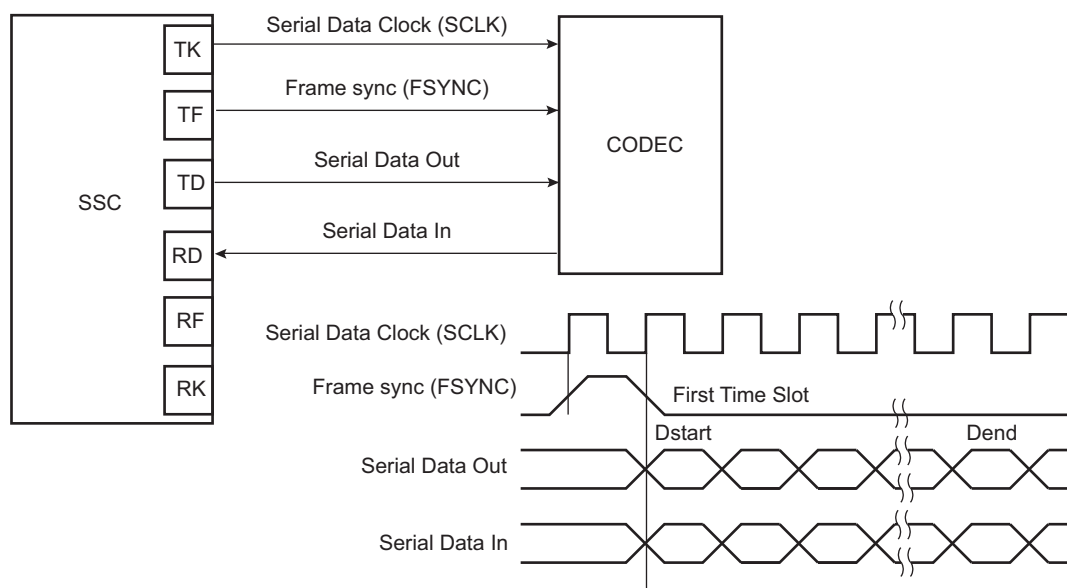 Serial Data Clock (SCLK)
TK
Frame sync (FSYNC)
TF
CODEC
Serial Data Out
TD
SSC
Serial Data In
RD
RF
Serial Data Clock (SCLK)
RK
Frame sync (FSYNC)
First Time Slot
Dstart
Dend
Serial Data Out
Serial Data In